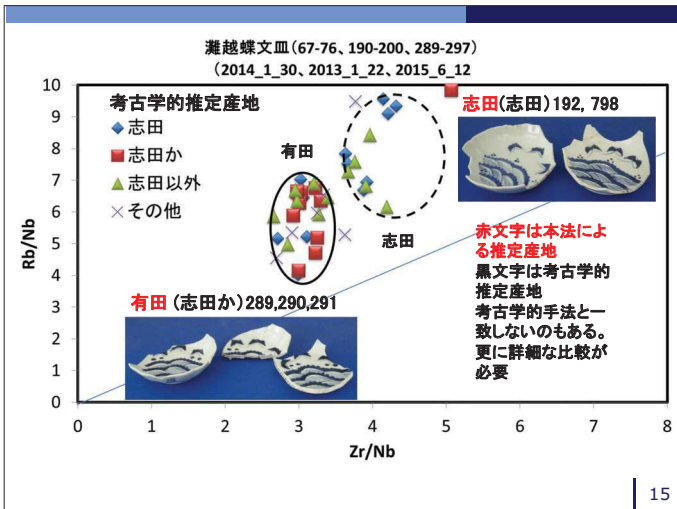 灘越蝶文皿(67-76、190-200、289-297)
（2014_1_30、2013_1_22、2015_6_12
考古学的推定産地
志田
志田か
志田以外
その他
有田
志田
志田(志田)192, 798
有田 (志田か)289,290,291
赤文字は本法によ
る推定産地
黒文字は考古学的
推定産地
考古学的手法と一
致しないのもある。
更に詳細な比較が
必要
Rb/Nb
10
9
8
7
6
5
4
3
2
1
0
0 1 2 3 4 5 6 7 8
Zr/Nb
15